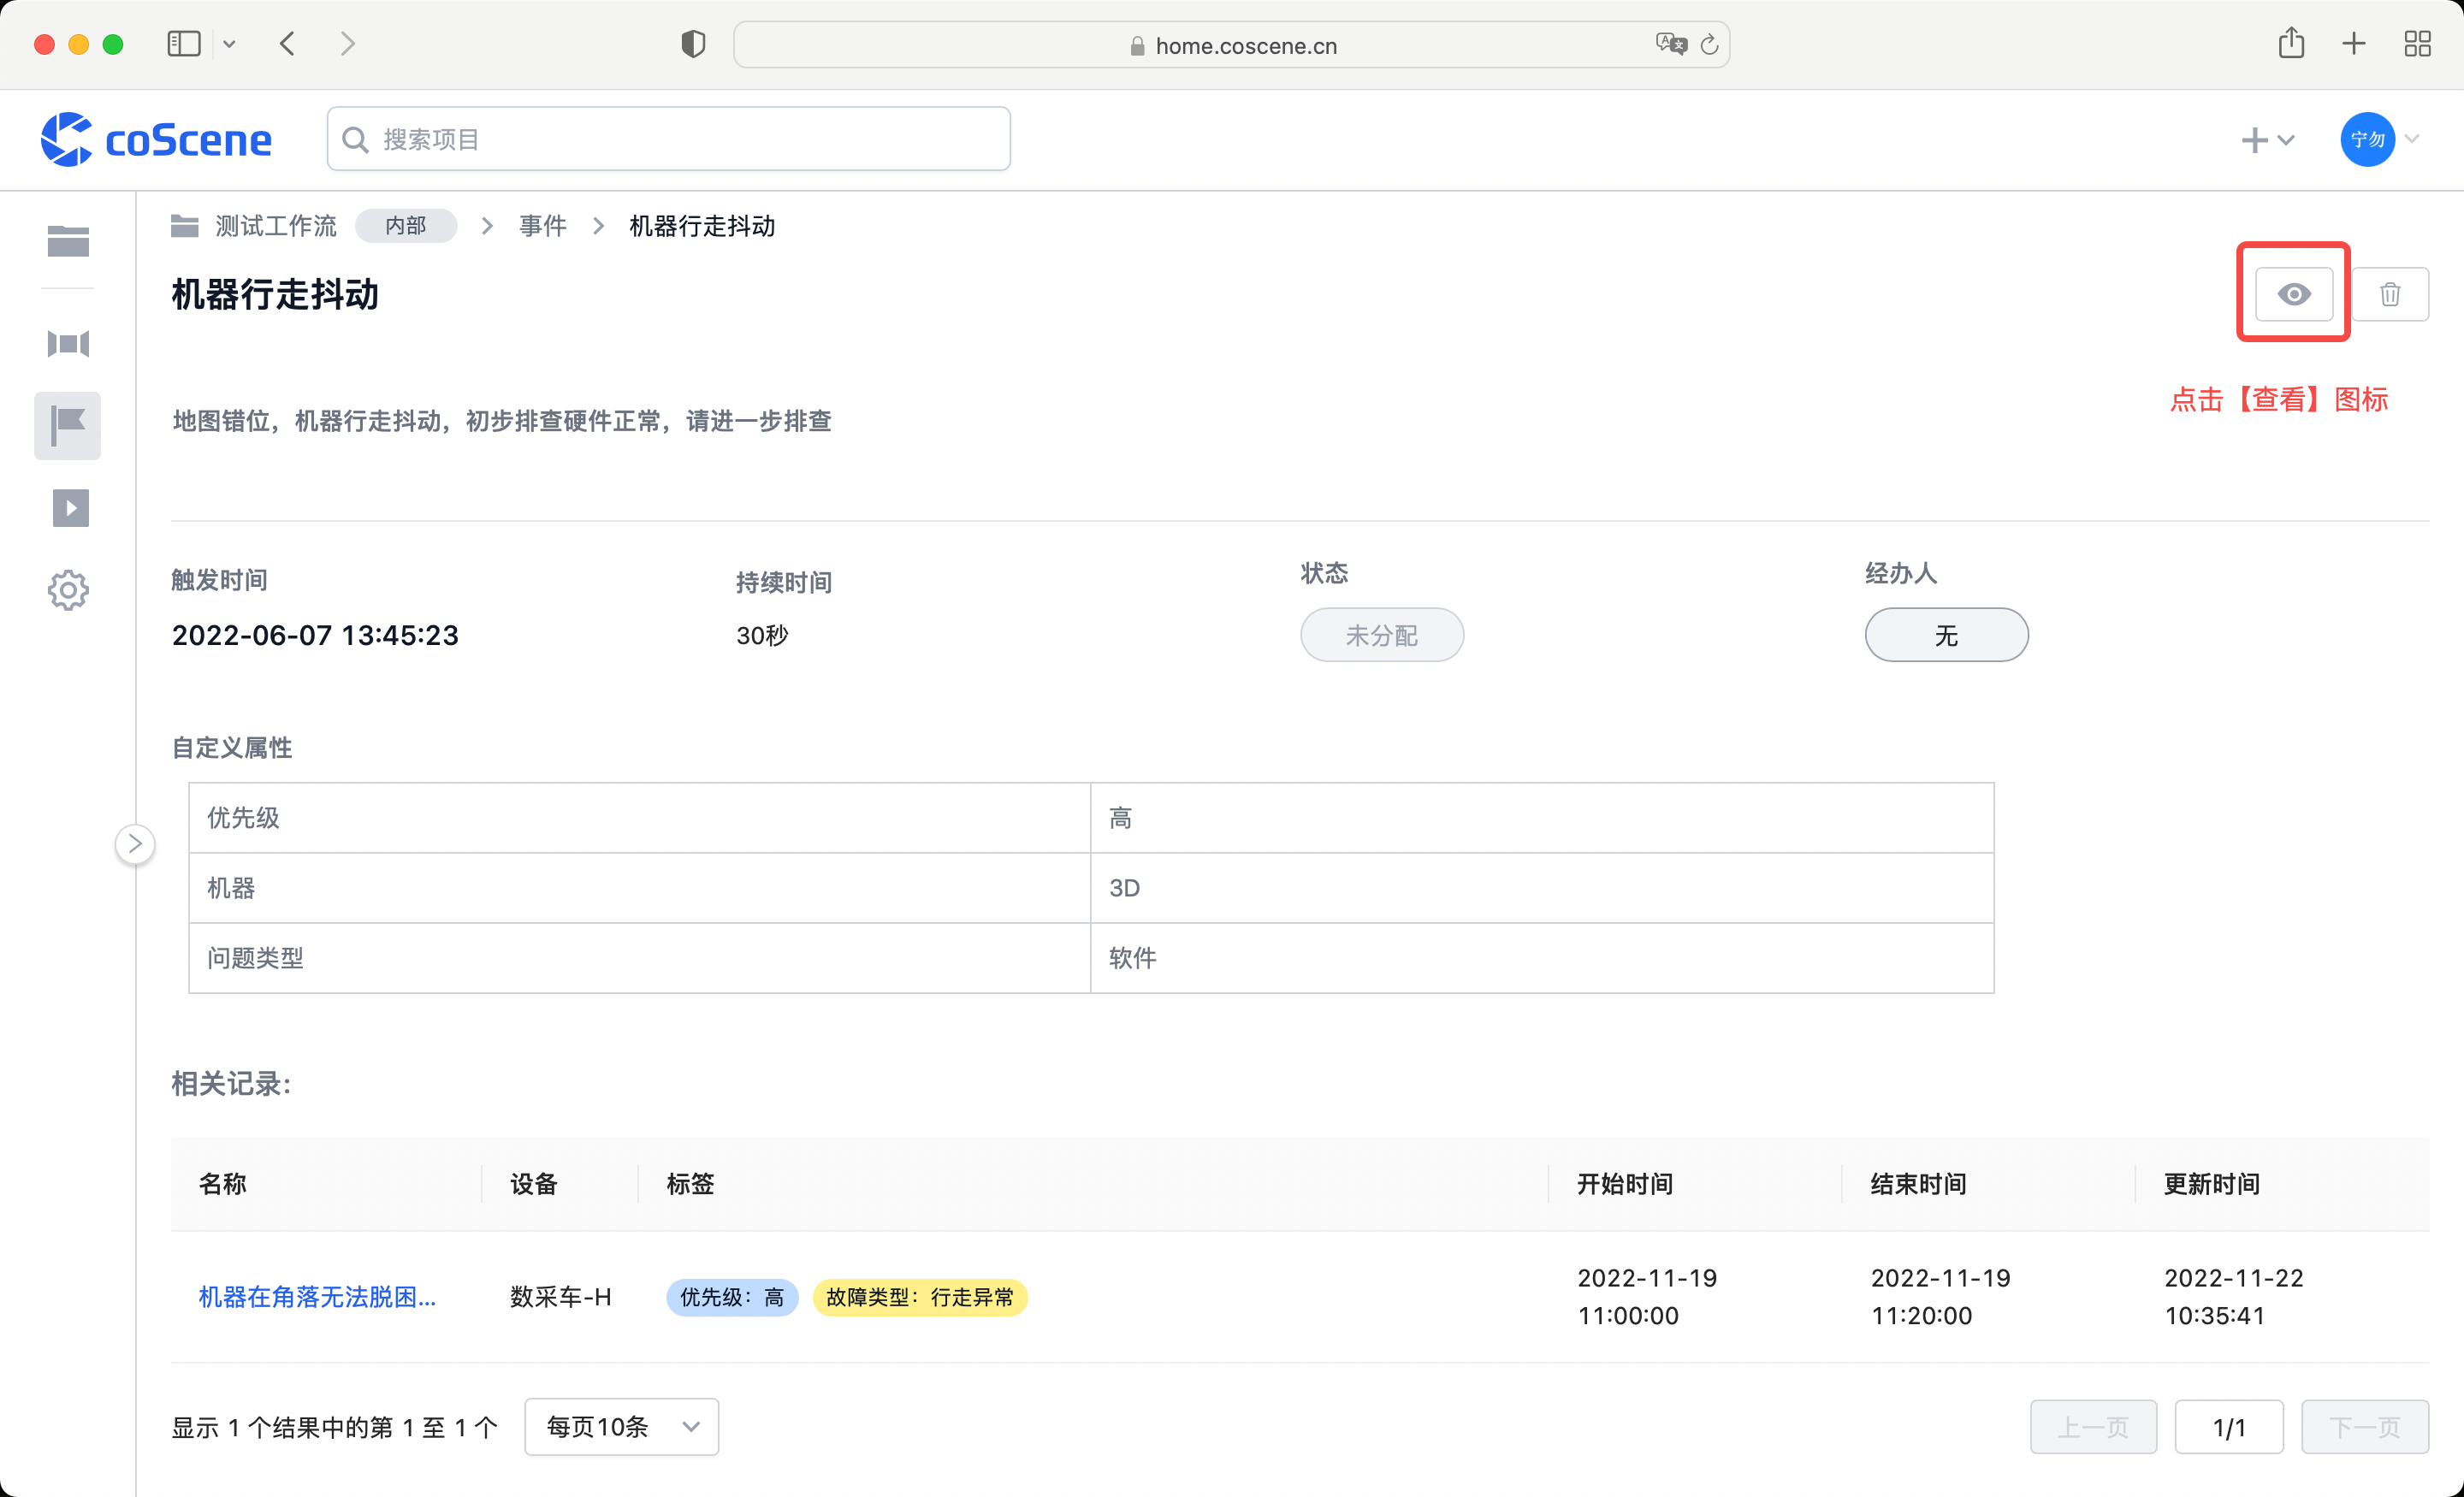 home.coscene.cn
coScene
搜索项目
宁勿
测试工作流 内部 事件 机器行走抖动
机器行走抖动
点击【查看】图标
地图错位，机器行走抖动，初步排查硬件正常，请进一步排查
触发时间 持续时间 状态 经办人
2022-06-07 13:45:23 30秒 未分配 无
自定义属性
优先级 高
机器 3D
问题类型 软件
相关记录:
名称 设备 标签 开始时间 结束时间 更新时间
机器在角落无法脱困... 数采车-H 优先级：高 故障类型：行走异常 2022-11-19 11:00:00 2022-11-19 11:20:00 2022-11-22 10:35:41
显示 1 个结果中的第 1 至 1 个 每页10条 上一页 1/1 下一页